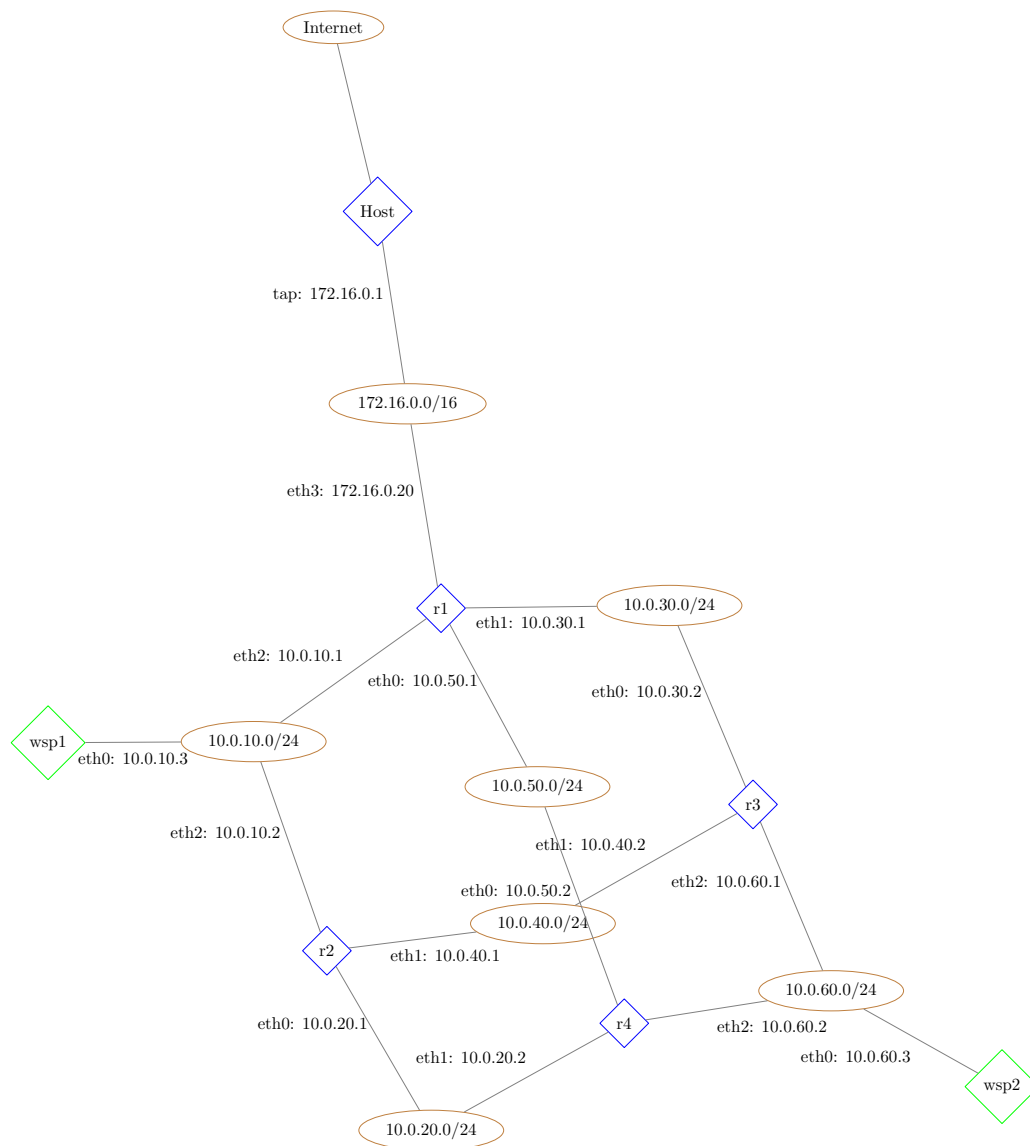 Internet
Host
tap: 172.16.0.1
172.16.0.0/16
eth3: 172.16.0.20
r1
eth1: 10.0.30.1
10.0.30.0/24
eth2: 10.0.10.1
eth0: 10.0.50.1
eth0: 10.0.30.2
wsp1
eth0: 10.0.10.3
10.0.10.0/24
10.0.50.0/24
r3
eth2: 10.0.10.2
eth1: 10.0.40.2
eth0: 10.0.50.2
eth2: 10.0.60.1
10.0.40.0/24
r2
eth1: 10.0.40.1
10.0.60.0/24
eth0: 10.0.20.1
r4
eth2: 10.0.60.2
eth1: 10.0.20.2
eth0: 10.0.60.3
wsp2
10.0.20.0/24